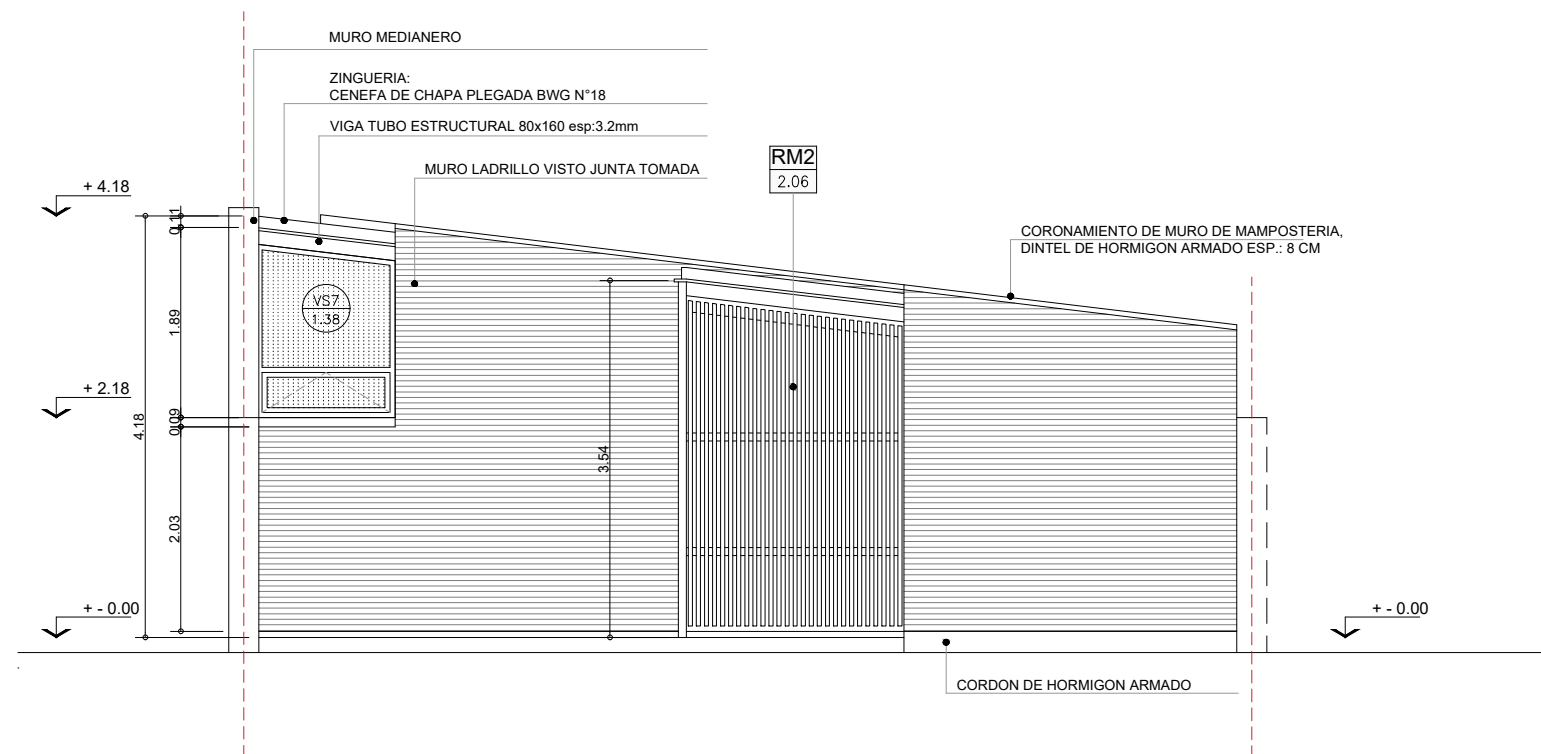 MURO MEDIANERO
ZINGUERIA:
CENEFA DE CHAPA PLEGADA BWG N°18
VIGA TUBO ESTRUCTURAL 80x160 esp:3.2mm
MURO LADRILLO VISTO JUNTA TOMADA
RM2
2.06
+ 4.18
0.11
CORONAMIENTO DE MURO DE MAMPOSTERIA,
DINTEL DE HORMIGON ARMADO ESP.: 8 CM
VS7
1.38
1.89
+ 2.18
0.09
4.18
3.54
2.03
+ - 0.00
+ - 0.00
CORDON DE HORMIGON ARMADO